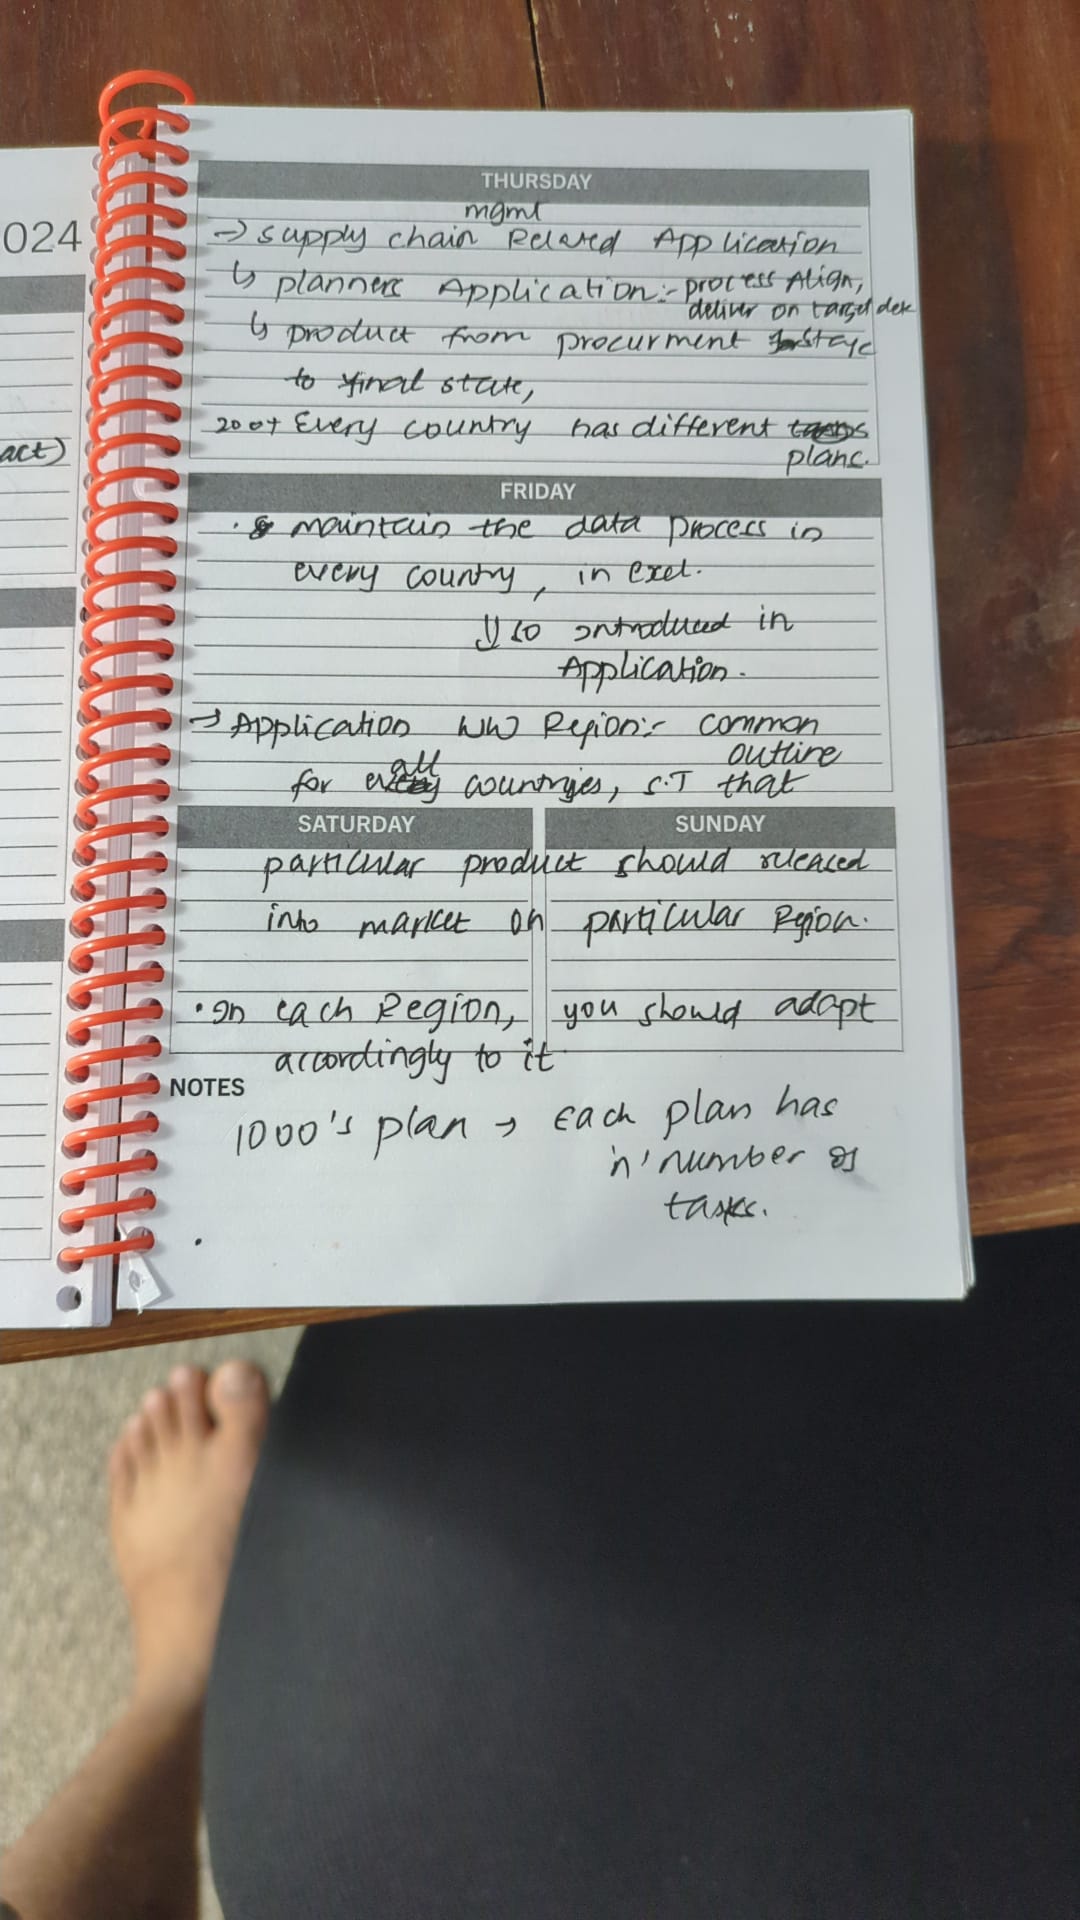 024
act)
THURSDAY
mgmt
→ supply chain Related Application
↳ planners Application:- process Align,
deliver on target date
↳ product from procurment stage
to final state,
200+ Every country has different
plans.
FRIDAY
. maintain the data process in
every country, in excel.
⇓ so introduced in
Application.
→ Application WW Region:- common
outline
all
for countries, S.T that
SATURDAY
SUNDAY
particular product should released
into market on particular Region.
• In each Region, you should adapt
accordingly to it
NOTES
1000's plan → Each plan has
'n' number of
tasks.